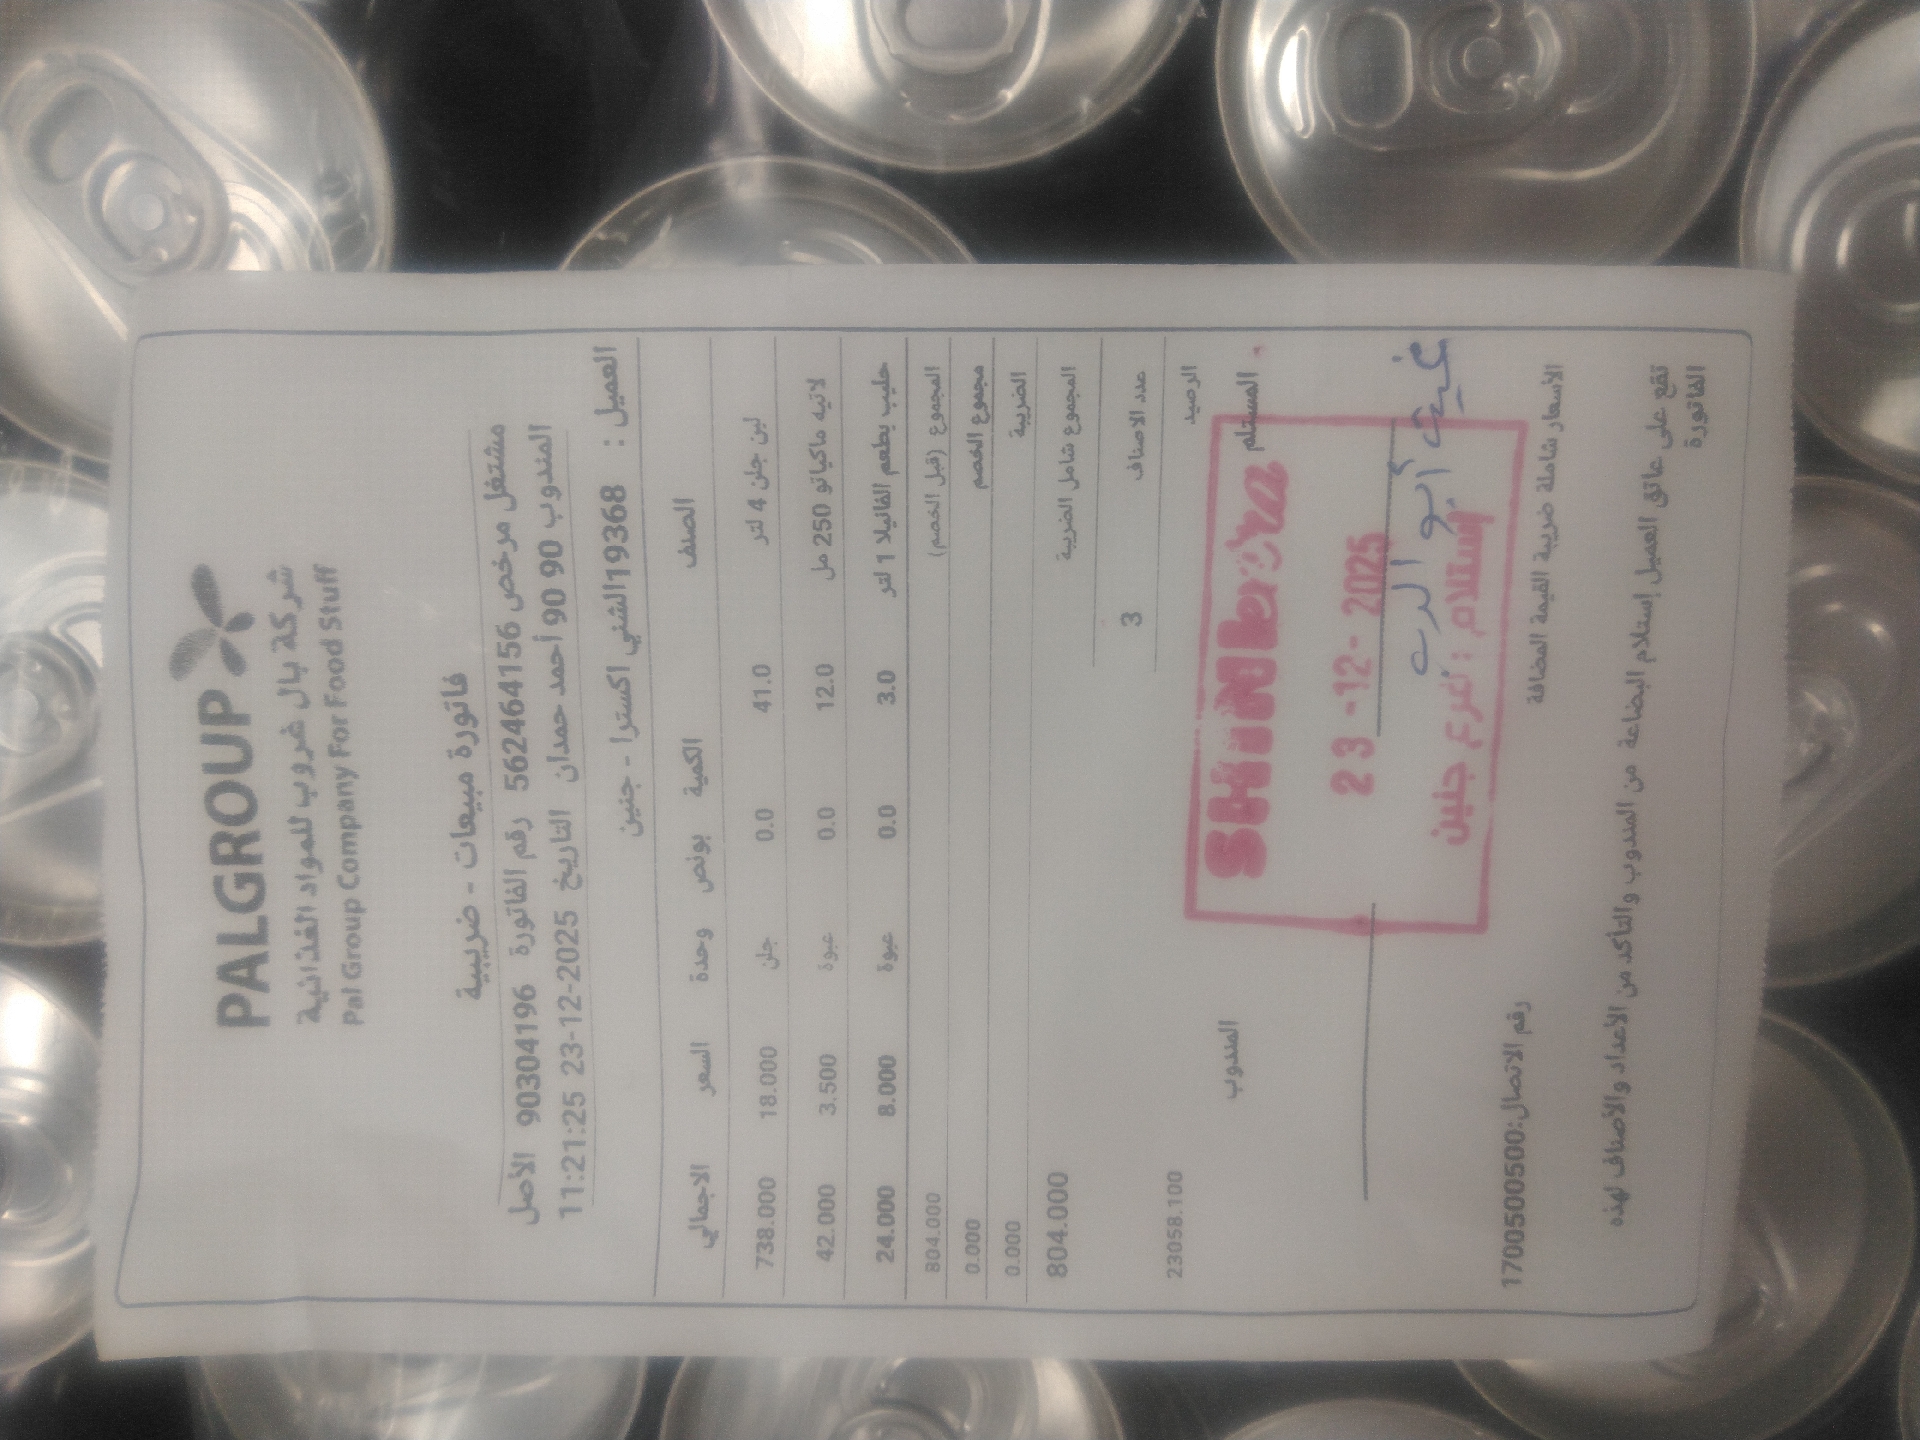 PALGROUP
شركة بال غروب للمواد الغذائية
Pal Group Company For Food Stuff
فاتورة مبيعات - ضريبية
مشتغل مرخص 562464156 رقم الفاتورة 90304196 الأصل
المندوب 90 90 أحمد حمدان التاريخ 23-12-2025 11:21:25
العميل : 19368 الشني اكسترا - جنين
الصنف الكمية بونص وحدة السعر الاجمالي
لبن جلن 4 لتر 41.0 0.0 جلن 18.000 738.000
لاتيه ماكياتو 250 مل 12.0 0.0 عبوة 3.500 42.000
حليب بطعم الفانيلا 1 لتر 3.0 0.0 عبوة 8.000 24.000
المجموع (قبل الخصم) 804.000
مجموع الخصم 0.000
الضريبة 0.000
المجموع شامل الضريبة 804.000
عدد الاصناف 3
الرصيد 23058.100
المستلم المندوب
SHINI extra
23-12-2025
أبو الرب
إستلام : فرع جنين
الأسعار شاملة ضريبة القيمة المضافة رقم الاتصال:1700500500
تقع على عاتق العميل إستلام البضاعة من المندوب والتأكد من الأعداد والأصناف لهذه
الفاتورة